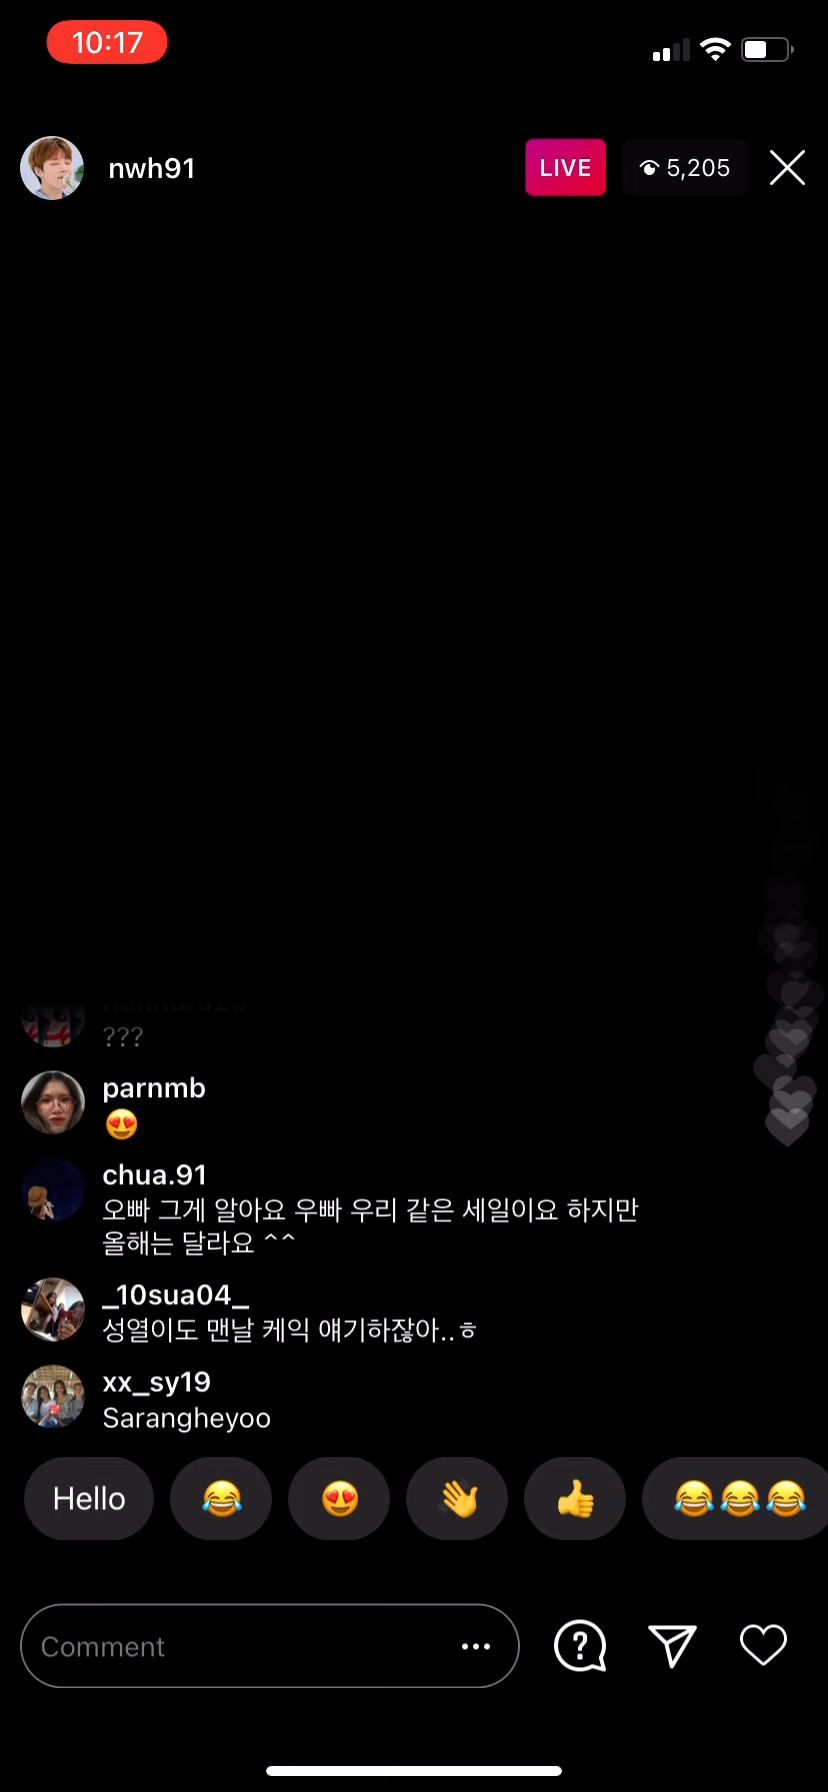 10:17
nwh91
LIVE
5,205
???
parnmb
😍
chua.91
오빠 그게 알아요 우빠 우리 같은 세일이요 하지만
올해는 달라요 ^^
_10sua04_
성열이도 맨날 케익 얘기하잖아..ㅎ
xx_sy19
Sarangheyoo
Hello 😂 😍 👋 👍 😂😂😂
Comment